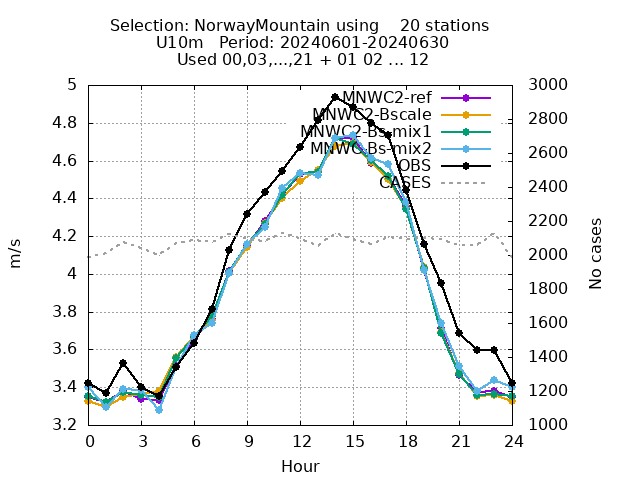 Selection: NorwayMountain using    20 stations
U10m   Period: 20240601-20240630
Used 00,03,...,21 + 01 02 ... 12
MNWC2-ref
MNWC2-Bscale
MNWC2-Bs-mix1
MNWC-Bs-mix2
OBS
CASES
5
4.8
4.6
4.4
4.2
4
3.8
3.6
3.4
3.2
m/s
3000
2800
2600
2400
2200
2000
1800
1600
1400
1200
1000
No cases
0 3 6 9 12 15 18 21 24
Hour